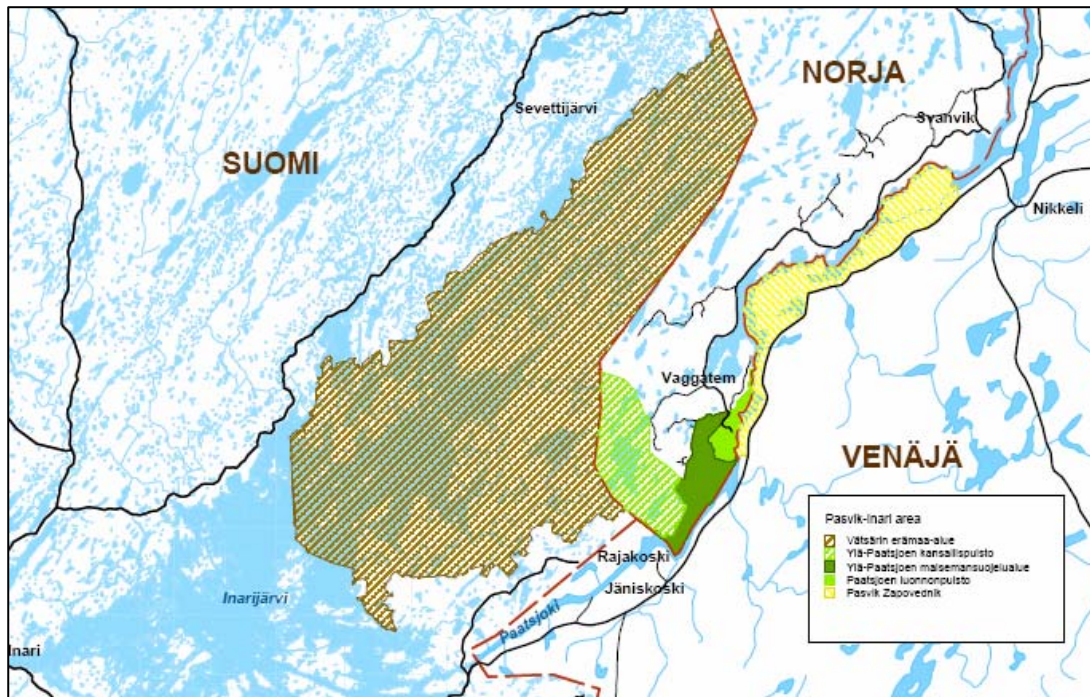 NORJA
Sevettijärvi
Svanvik
SUOMI
Nikkeli
Vaggatem
VENÄJÄ
Pasvik-Inari area
Vätsärin erämaa-alue
Ylä-Paatsjoen kansallispuisto
Ylä-Paatsjoen maisemansuojelualue
Paatsjoen luonnonpuisto
Pasvik Zapovednik
Rajakoski
Jäniskoski
Inarijärvi
Paatsjoki
Inari